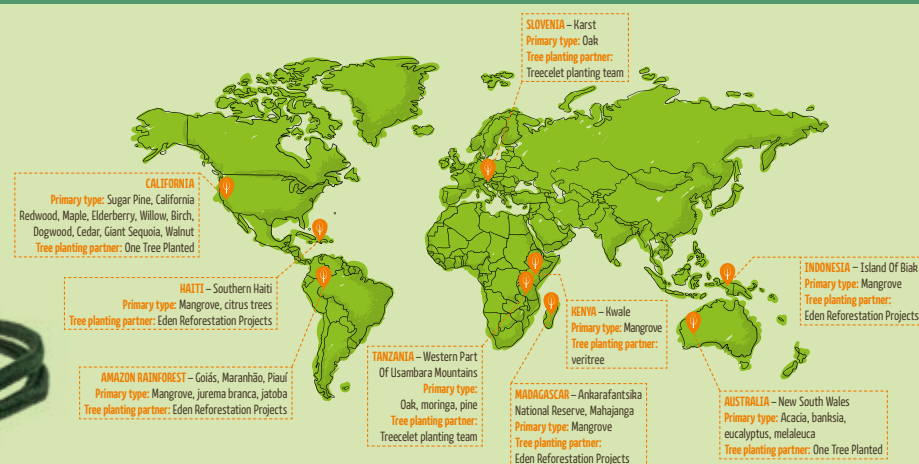 SLOVENIA – Karst
Primary type: Oak
Tree planting partner:
Treecelet planting team
CALIFORNIA
Primary type: Sugar Pine, California
Redwood, Maple, Elderberry, Willow, Birch,
Dogwood, Cedar, Giant Sequoia, Walnut
Tree planting partner: One Tree Planted
HAITI – Southern Haiti
Primary type: Mangrove, citrus trees
Tree planting partner: Eden Reforestation Projects
AMAZON RAINFOREST – Goiás, Maranhão, Piauí
Primary type: Mangrove, jurema branca, jatoba
Tree planting partner: Eden Reforestation Projects
TANZANIA – Western Part
Of Usambara Mountains
Primary type:
Oak, moringa, pine
Tree planting partner:
Treecelet planting team
MADAGASCAR – Ankarafantsika
National Reserve, Mahajanga
Primary type: Mangrove
Tree planting partner:
Eden Reforestation Projects
KENYA – Kwale
Primary type: Mangrove
Tree planting partner:
veritree
INDONESIA – Island Of Biak
Primary type: Mangrove
Tree planting partner:
Eden Reforestation Projects
AUSTRALIA – New South Wales
Primary type: Acacia, banksia,
eucalyptus, melaleuca
Tree planting partner: One Tree Planted